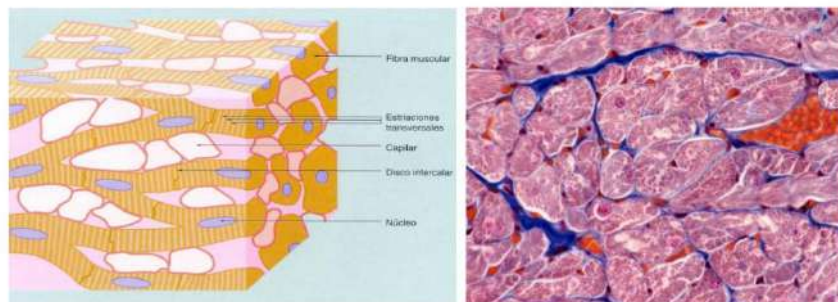 Fibra muscular
Estriaciones
transversales
Capilar
Disco intercalar
Núcleo